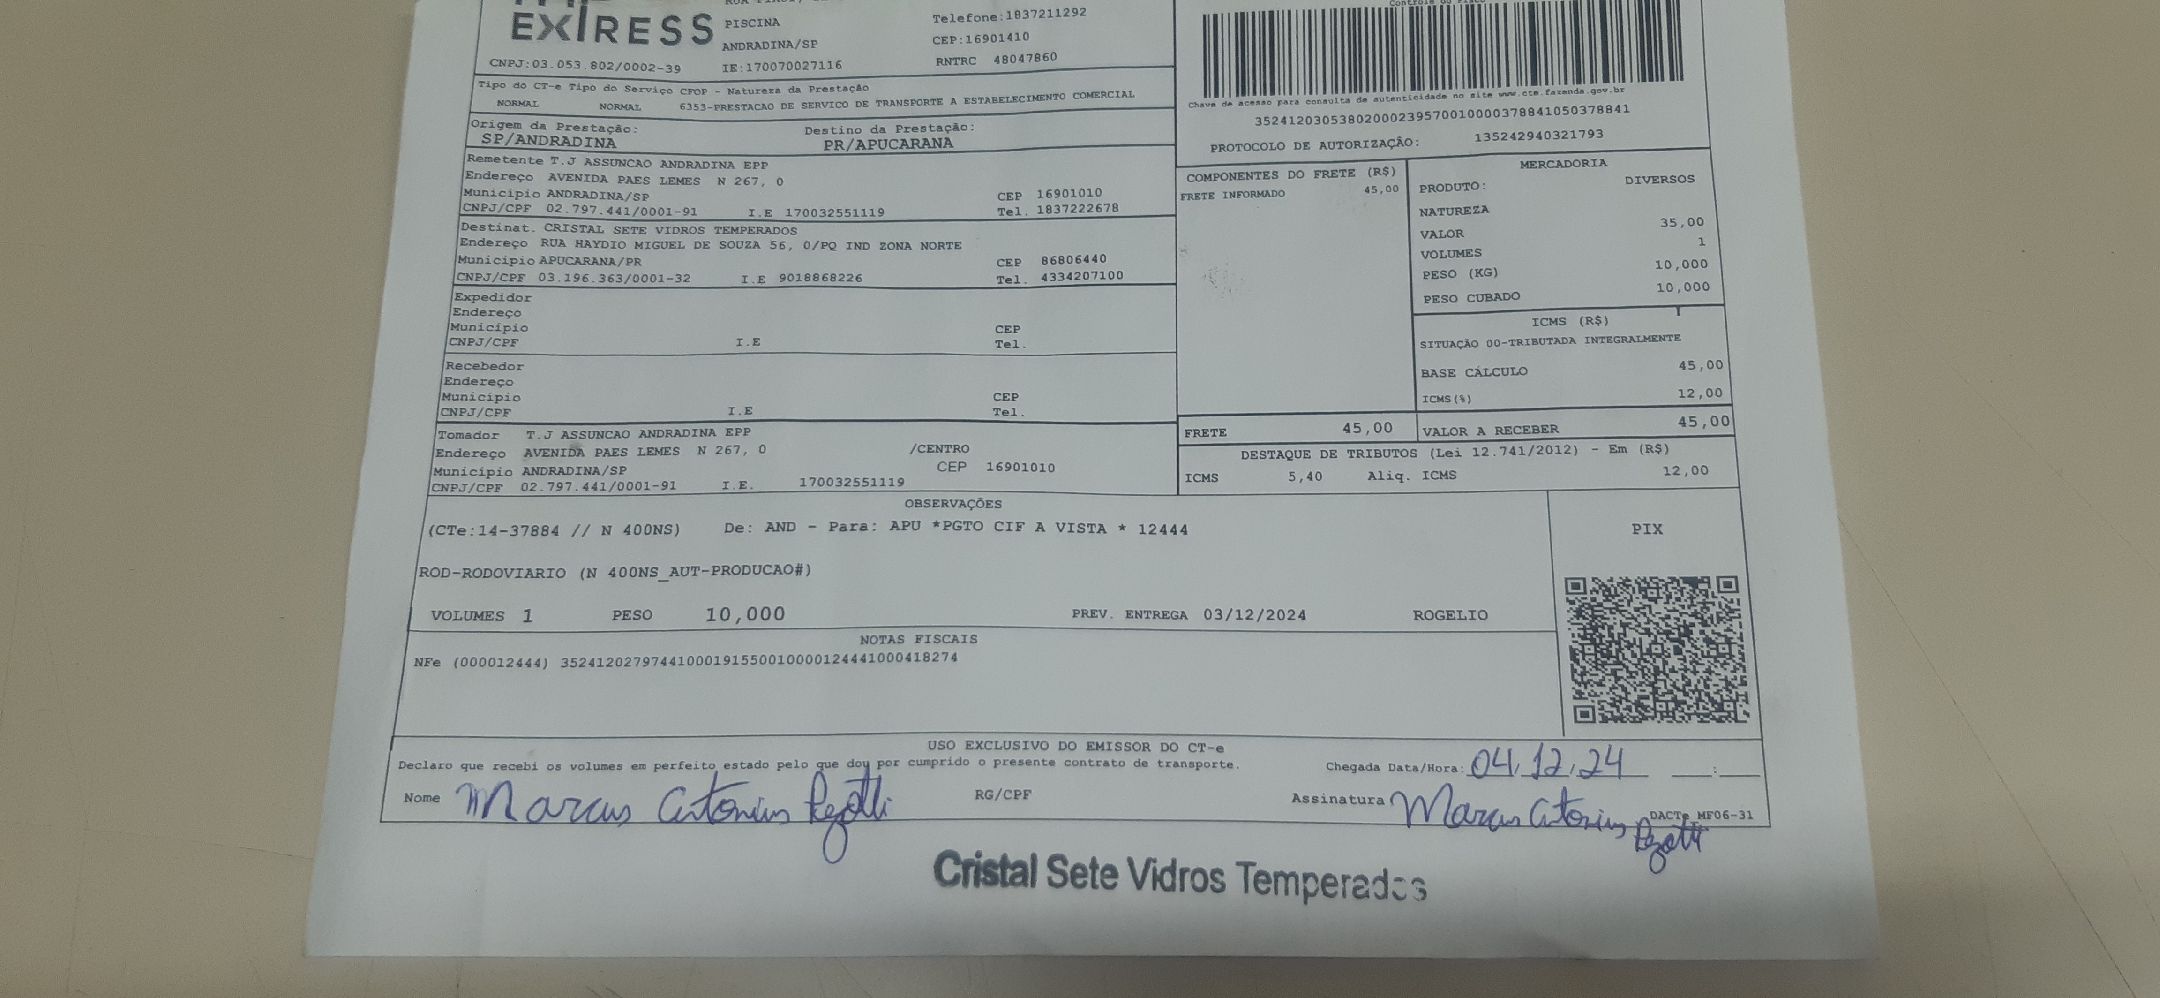 EXIRESS
PISCINA
Telefone:1837211292
ANDRADINA/SP
CEP:16901410
CNPJ:03.053.802/0002-39 IE:170070027116 RNTRC 48047860
Tipo do CT-e Tipo do Serviço CFOP - Natureza da Prestação
NORMAL NORMAL 6353-PRESTACAO DE SERVICO DE TRANSPORTE A ESTABELECIMENTO COMERCIAL
Origem da Prestação: Destino da Prestação:
SP/ANDRADINA PR/APUCARANA
Remetente T.J ASSUNCAO ANDRADINA EPP
Endereço AVENIDA PAES LEMES N 267, 0
Município ANDRADINA/SP CEP 16901010
CNPJ/CPF 02.797.441/0001-91 I.E 170032551119 Tel. 1837222678
Destinat. CRISTAL SETE VIDROS TEMPERADOS
Endereço RUA HAYDIO MIGUEL DE SOUZA 56, 0/PQ IND ZONA NORTE
Município APUCARANA/PR CEP 86806440
CNPJ/CPF 03.196.363/0001-32 I.E 9018868226 Tel. 4334207100
Expedidor
Endereço
Município CEP
CNPJ/CPF I.E Tel.
Recebedor
Endereço
Município CEP
CNPJ/CPF I.E Tel.
Tomador T.J ASSUNCAO ANDRADINA EPP
Endereço AVENIDA PAES LEMES N 267, 0 /CENTRO
Município ANDRADINA/SP CEP 16901010
CNPJ/CPF 02.797.441/0001-91 I.E. 170032551119
Controle do Fisco
Chave de acesso para consulta de autenticidade no site www.cte.fazenda.gov.br
35241203053802000239570010000378841050378841
PROTOCOLO DE AUTORIZAÇÃO: 135242940321793
COMPONENTES DO FRETE (R$)
FRETE INFORMADO 45,00
MERCADORIA
PRODUTO: DIVERSOS
NATUREZA
VALOR 35,00
VOLUMES 1
PESO (KG) 10,000
PESO CUBADO 10,000
ICMS (R$)
SITUAÇÃO 00-TRIBUTADA INTEGRALMENTE
BASE CÁLCULO 45,00
ICMS(%) 12,00
FRETE 45,00 VALOR A RECEBER 45,00
DESTAQUE DE TRIBUTOS (Lei 12.741/2012) - Em (R$)
ICMS 5,40 Aliq. ICMS 12,00
OBSERVAÇÕES
(CTe:14-37884 // N 400NS) De: AND - Para: APU *PGTO CIF A VISTA * 12444
PIX
ROD-RODOVIARIO (N 400NS_AUT-PRODUCAO#)
VOLUMES 1 PESO 10,000 PREV. ENTREGA 03/12/2024 ROGELIO
NOTAS FISCAIS
NFe (000012444) 35241202797441000191550010000124441000418274
USO EXCLUSIVO DO EMISSOR DO CT-e
Declaro que recebi os volumes em perfeito estado pelo que dou por cumprido o presente contrato de transporte. Chegada Data/Hora: 04.12.24 __:__
Nome Marcus Antonius RG/CPF Assinatura Marcus Antonius
DACTe_MF06-31
Cristal Sete Vidros Temperados